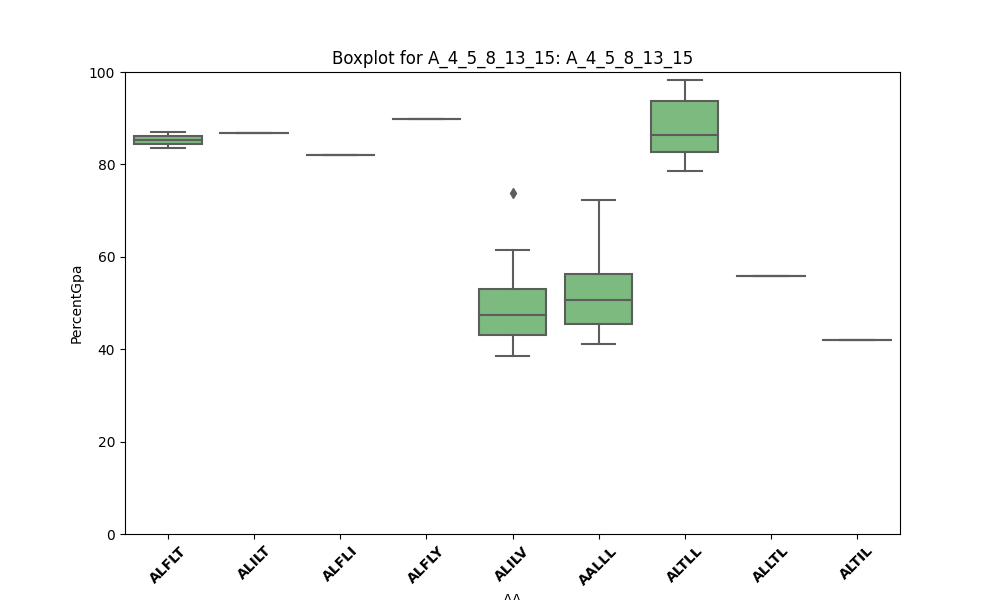 Boxplot for A_4_5_8_13_15: A_4_5_8_13_15
100
80
60
40
20
0
PercentGpa
ALFLT ALILT ALFLI ALFLY ALILV AALLL ALTLL ALLTL ALTIL
AA